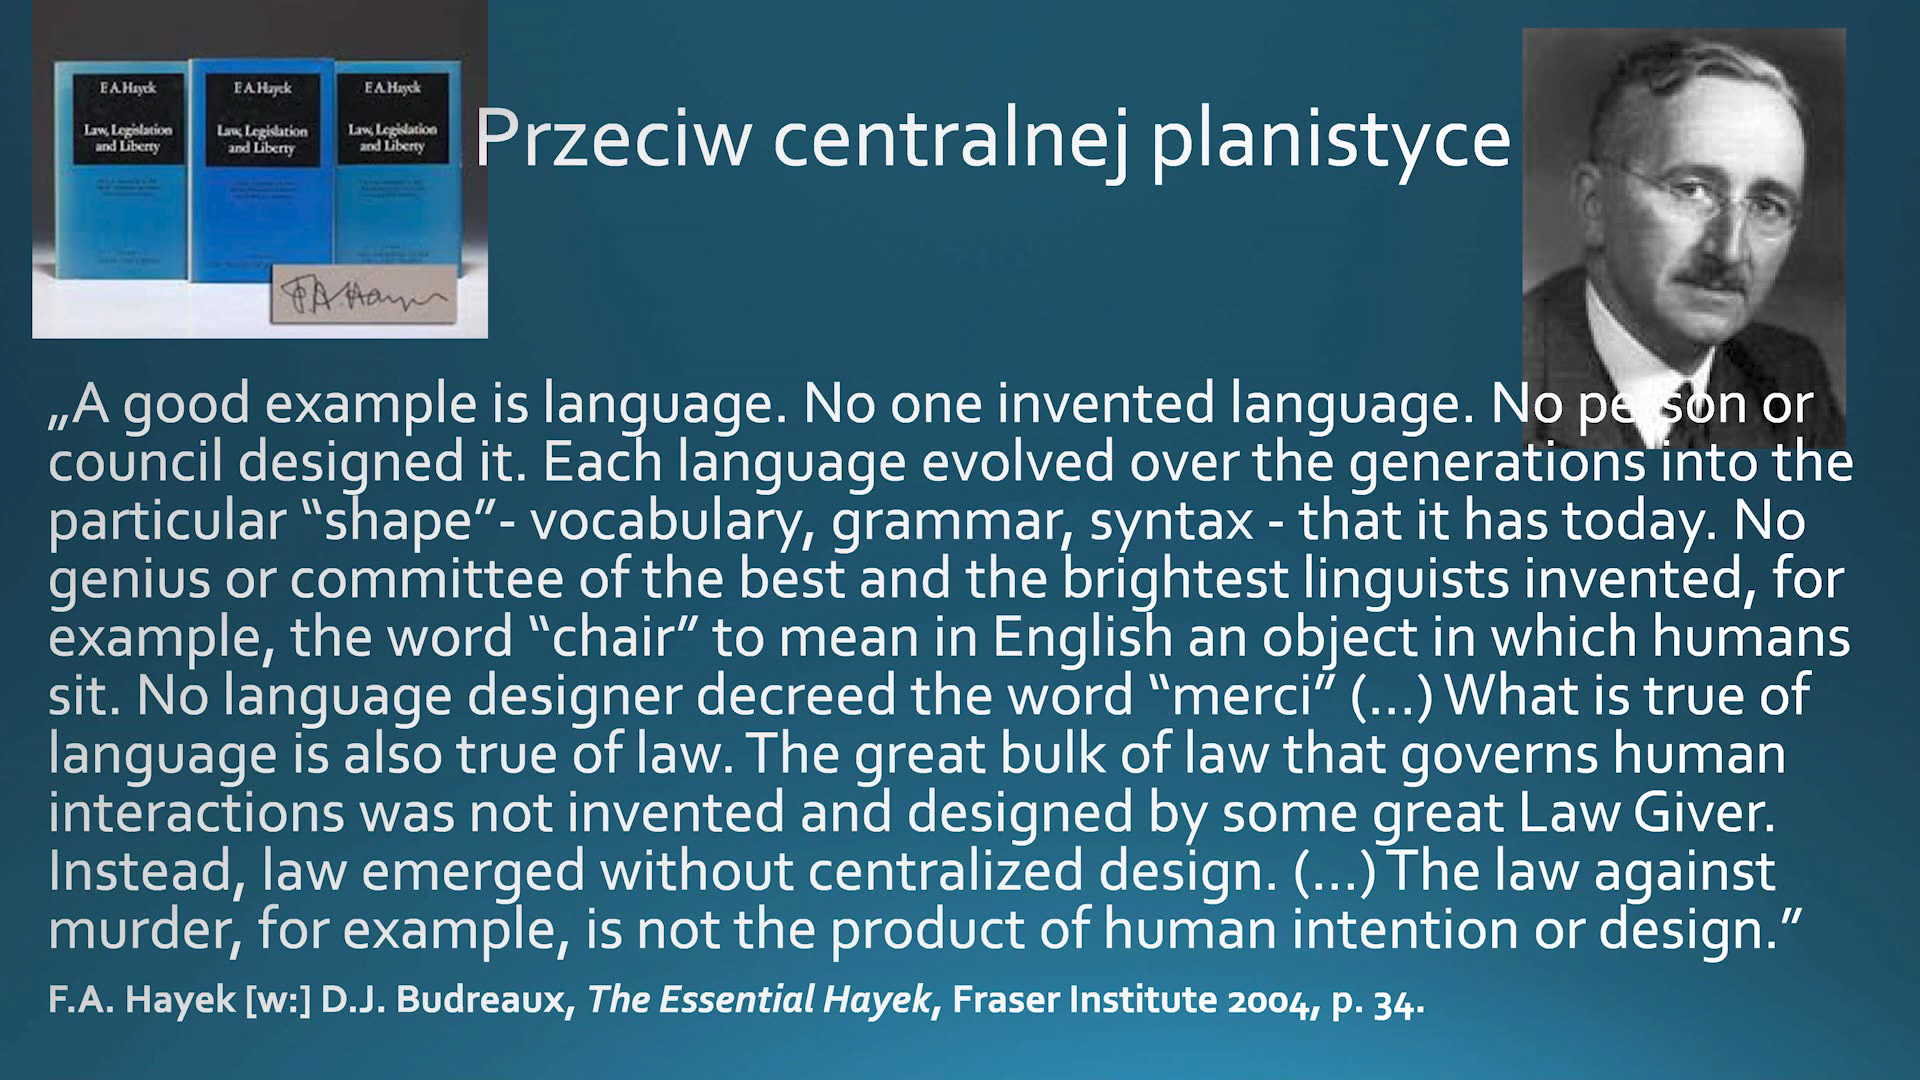 F.A.Hayek
Law, Legislation
and Liberty
F.A.Hayek
Law, Legislation
and Liberty
F.A.Hayek
Law, Legislation
and Liberty
Przeciw centralnej planistyce
„A good example is language. No one invented language. No person or
council designed it. Each language evolved over the generations into the
particular “shape”- vocabulary, grammar, syntax - that it has today. No
genius or committee of the best and the brightest linguists invented, for
example, the word “chair” to mean in English an object in which humans
sit. No language designer decreed the word “merci” (...) What is true of
language is also true of law. The great bulk of law that governs human
interactions was not invented and designed by some great Law Giver.
Instead, law emerged without centralized design. (...) The law against
murder, for example, is not the product of human intention or design.”
F.A. Hayek [w:] D.J. Budreaux, The Essential Hayek, Fraser Institute 2004, p. 34.